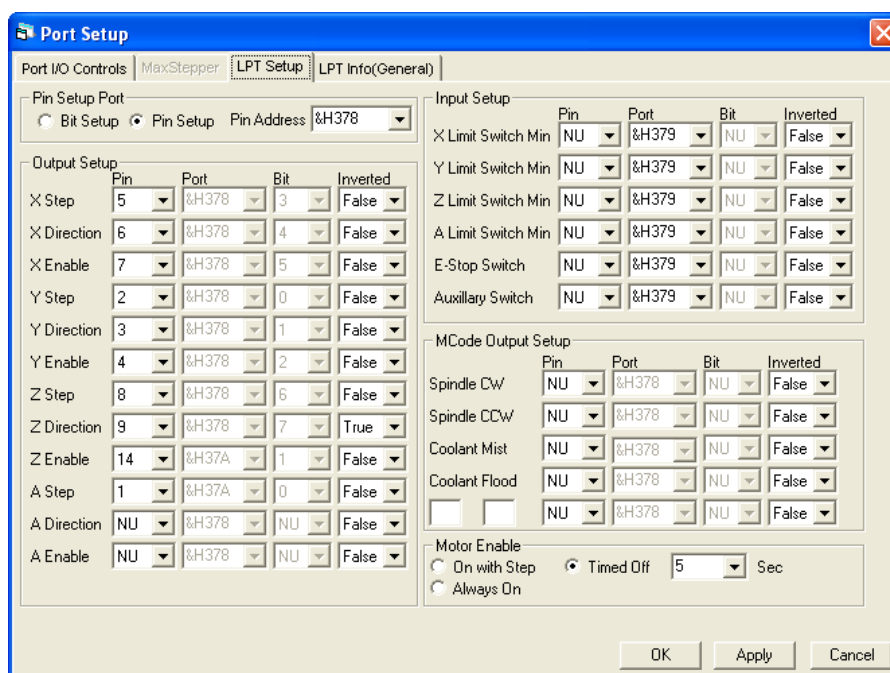 Port Setup
Port I/O Controls MaxStepper LPT Setup LPT Info(General)
Pin Setup Port
Bit Setup Pin Setup Pin Address &H378
Output Setup
Pin Port Bit Inverted
X Step 5 &H378 3 False
X Direction 6 &H378 4 False
X Enable 7 &H378 5 False
Y Step 2 &H378 0 False
Y Direction 3 &H378 1 False
Y Enable 4 &H378 2 False
Z Step 8 &H378 6 False
Z Direction 9 &H378 7 True
Z Enable 14 &H37A 1 False
A Step 1 &H37A 0 False
A Direction NU &H378 NU False
A Enable NU &H378 NU False
Input Setup
Pin Port Bit Inverted
X Limit Switch Min NU &H379 NU False
Y Limit Switch Min NU &H379 NU False
Z Limit Switch Min NU &H379 NU False
A Limit Switch Min NU &H379 NU False
E-Stop Switch NU &H379 NU False
Auxillary Switch NU &H379 NU False
MCode Output Setup
Pin Port Bit Inverted
Spindle CW NU &H378 NU False
Spindle CCW NU &H378 NU False
Coolant Mist NU &H378 NU False
Coolant Flood NU &H378 NU False
NU &H378 NU False
Motor Enable
On with Step Timed Off 5 Sec
Always On
OK Apply Cancel